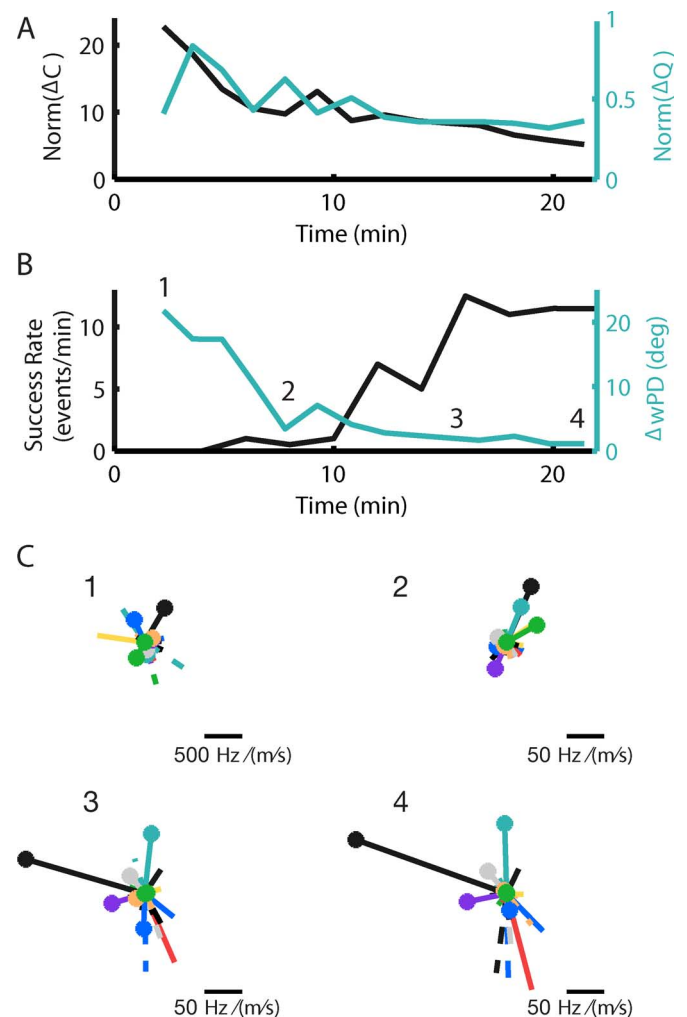 A
Norm(ΔC )
20
10
0
1
0.5
0
Norm(ΔQ)
0
10
20
Time (min)
B
Success Rate
(events/min)
10
5
0
1
2
3
4
20
10
0
ΔwPD (deg)
0
10
20
Time (min)
C
1
2
500 Hz /(m/s)
50 Hz /(m/s)
3
4
50 Hz /(m/s)
50 Hz /(m/s)